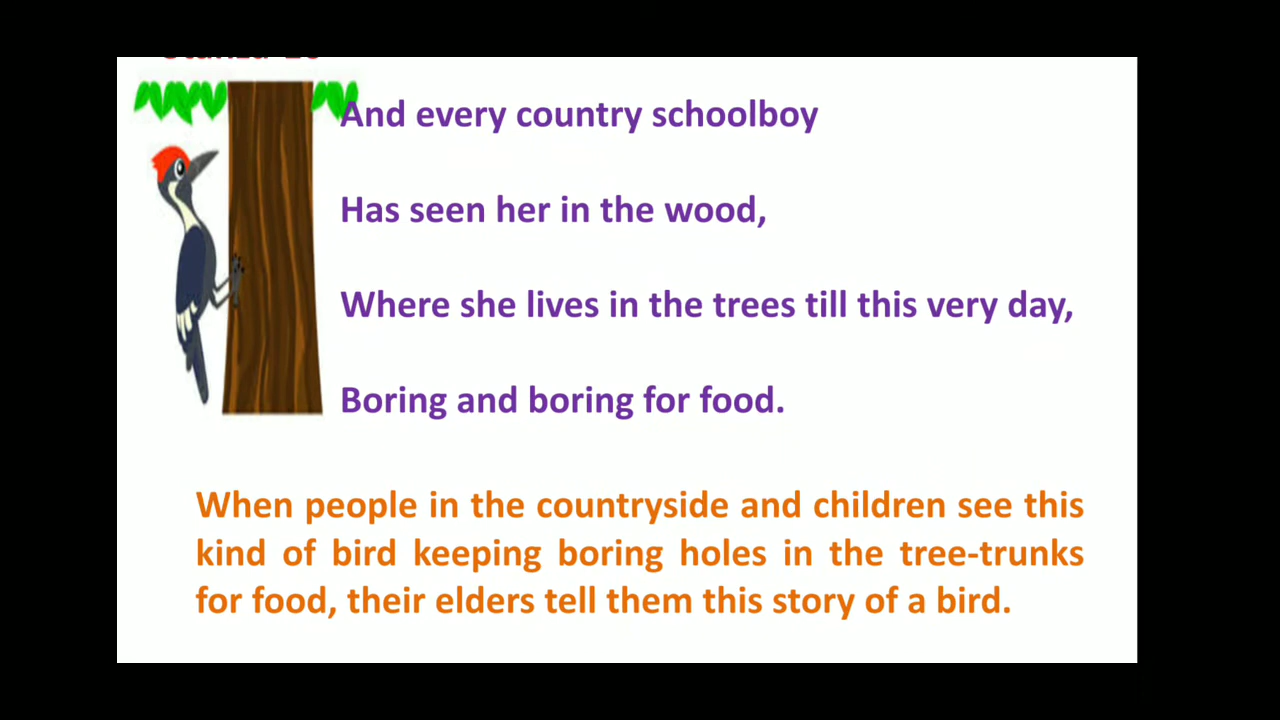 And every country schoolboy
Has seen her in the wood,
Where she lives in the trees till this very day,
Boring and boring for food.
When people in the countryside and children see this
kind of bird keeping boring holes in the tree-trunks
for food, their elders tell them this story of a bird.